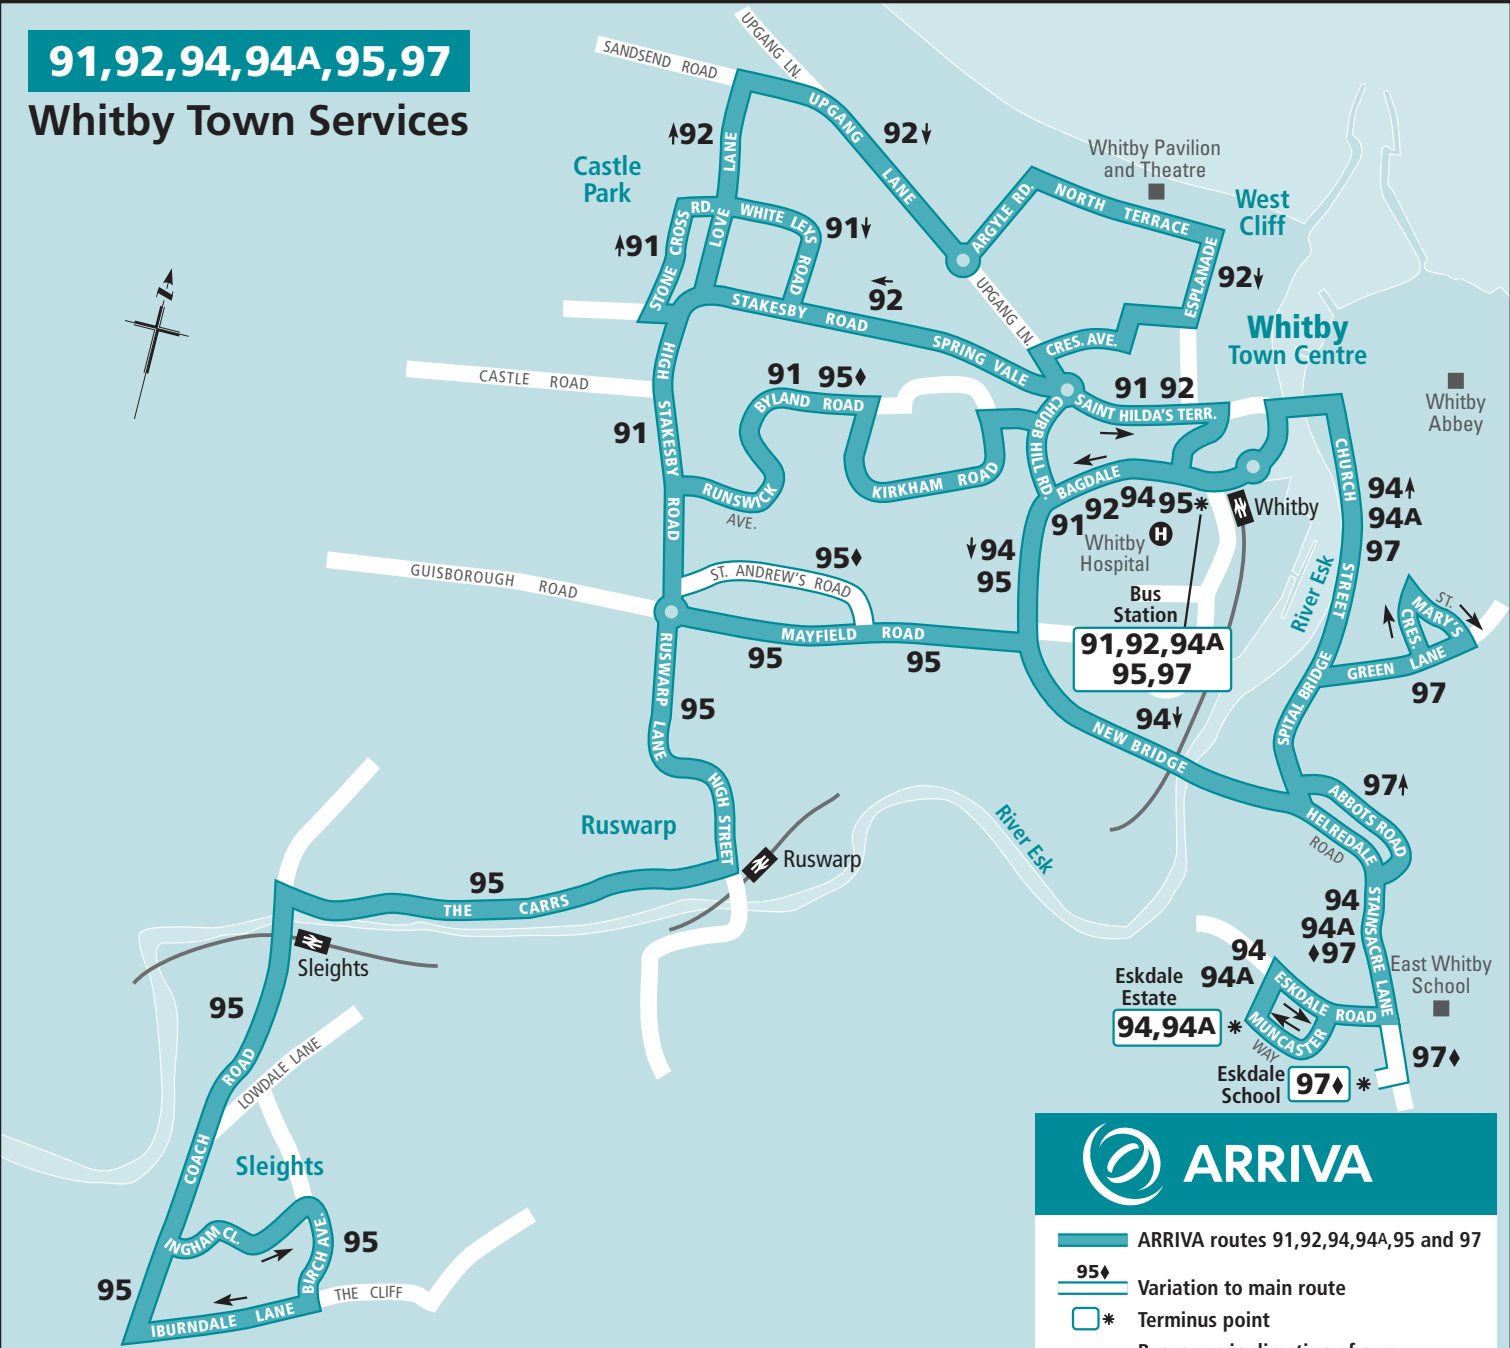 91,92,94,94A,95,97
Whitby Town Services
SANDSEND ROAD
UPGANG LN.
UPGANG
LANE
↑92
92↓
LANE
LOVE
Castle
Park
STONE CROSS RD.
WHITE LEYS
ROAD
↑91
91↓
Whitby Pavilion
and Theatre
West
Cliff
ARGYLE RD.
NORTH TERRACE
ESPLANADE
92↓
UPGANG LN.
CRES. AVE.
←
92
STAKESBY ROAD
SPRING VALE
N
Whitby
Town Centre
Whitby
Abbey
CASTLE ROAD
HIGH STAKESBY ROAD
91
91 95♦
BYLAND ROAD
RUNSWICK
AVE.
KIRKHAM ROAD
CHUBB HILL RD.
91 92
SAINT HILDA'S TERR.
→
←
BAGDALE
91 92 94 95*
Whitby
Whitby
Hospital
H
CHURCH STREET
94↑
94A
97
River Esk
↓94
95
Bus
Station
91,92,94A
95,97
GUISBOROUGH ROAD
ST. ANDREW'S ROAD
95♦
MAYFIELD ROAD
95 95
ST.
MARY'S
CRES.
GREEN LANE
97
SPITAL BRIDGE
RUSWARP LANE
95
94↓
NEW BRIDGE
HIGH STREET
Ruswarp
Ruswarp
River Esk
97↑
ABBOTS ROAD
HELREDALE
ROAD
95
THE CARRS
STAINSACRE LANE
94
94A
♦97
East Whitby
School
94
94A
Eskdale
Estate
94,94A *
ESKDALE ROAD
MUNCASTER
WAY
Eskdale
School
97♦ *
97♦
Sleights
95
COACH ROAD
LOWDALE LANE
Sleights
INGHAM CL.
BIRCH AVE.
95
95
IBURNDALE LANE
THE CLIFF
ARRIVA
ARRIVA routes 91,92,94,94A,95 and 97
95♦
Variation to main route
* Terminus point